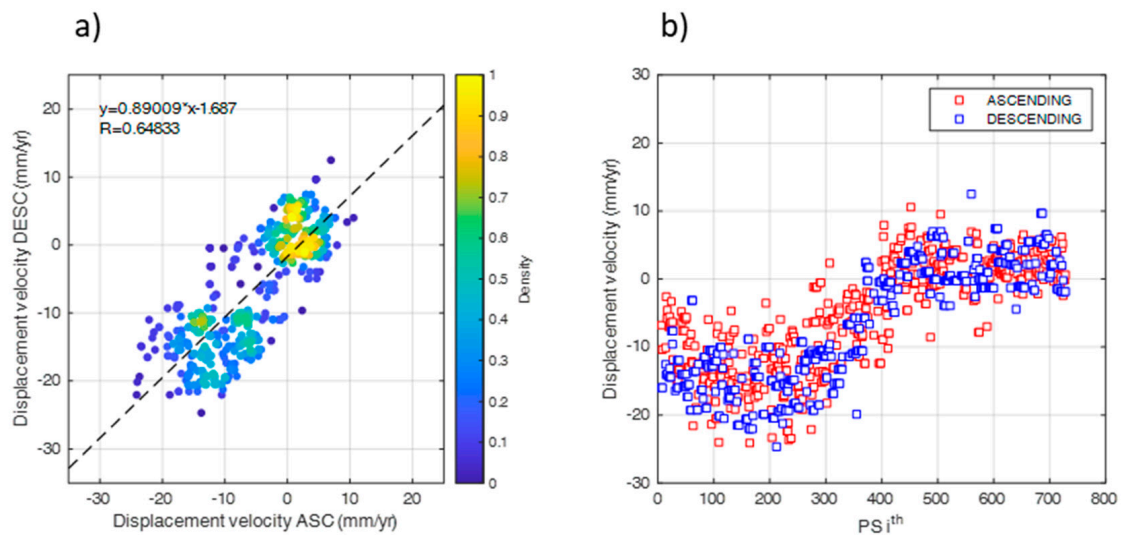 a)
b)
y=0.89009*x-1.687
R=0.64833
20
10
0
-10
-20
-30
-30 -20 -10 0 10 20
Displacement velocity DESC (mm/yr)
Displacement velocity ASC (mm/yr)
1
0.9
0.8
0.7
0.6
0.5
0.4
0.3
0.2
0.1
0
Density
ASCENDING
DESCENDING
30
20
10
0
-10
-20
-30
0 100 200 300 400 500 600 700 800
Displacement velocity (mm/yr)
PS i^th